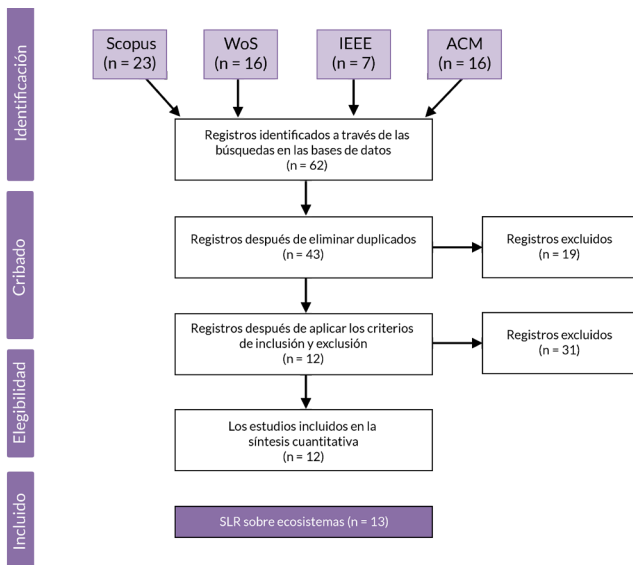 Identificación
Scopus
(n = 23)
WoS
(n = 16)
IEEE
(n = 7)
ACM
(n = 16)
Registros identificados a través de las
búsquedas en las bases de datos
(n = 62)
Cribado
Registros después de eliminar duplicados
(n = 43)
Registros excluidos
(n = 19)
Registros después de aplicar los criterios
de inclusión y exclusión
(n = 12)
Registros excluidos
(n = 31)
Elegibilidad
Los estudios incluidos en la
síntesis cuantitativa
(n = 12)
Incluido
SLR sobre ecosistemas (n = 13)